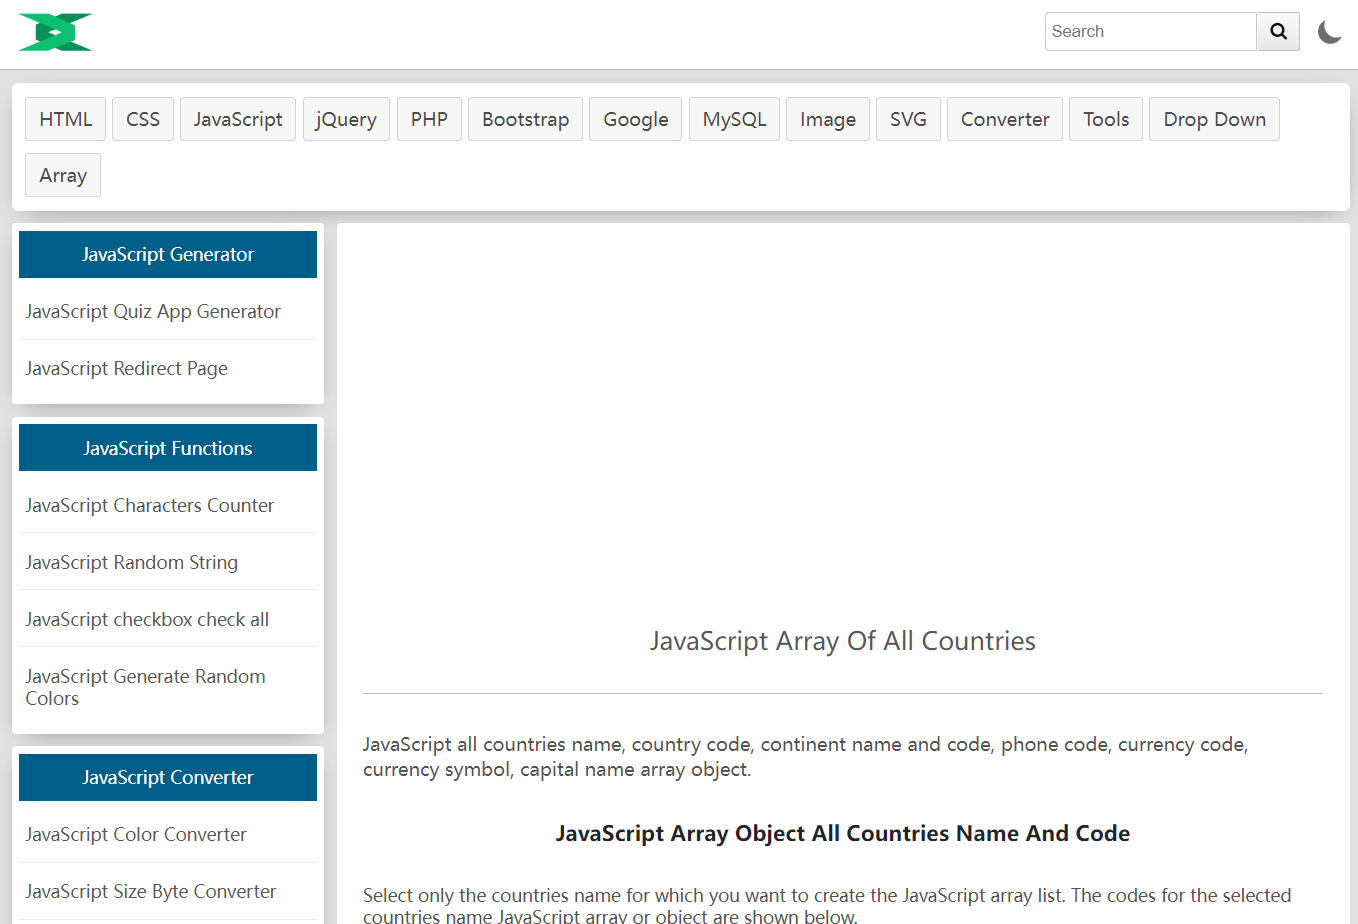 Search
HTML CSS JavaScript jQuery PHP Bootstrap Google MySQL Image SVG Converter Tools Drop Down
Array
JavaScript Generator
JavaScript Quiz App Generator
JavaScript Redirect Page
JavaScript Functions
JavaScript Characters Counter
JavaScript Random String
JavaScript checkbox check all
JavaScript Generate Random
Colors
JavaScript Converter
JavaScript Color Converter
JavaScript Size Byte Converter
JavaScript Array Of All Countries
JavaScript all countries name, country code, continent name and code, phone code, currency code,
currency symbol, capital name array object.
JavaScript Array Object All Countries Name And Code
Select only the countries name for which you want to create the JavaScript array list. The codes for the selected
countries name JavaScript array or object are shown below.